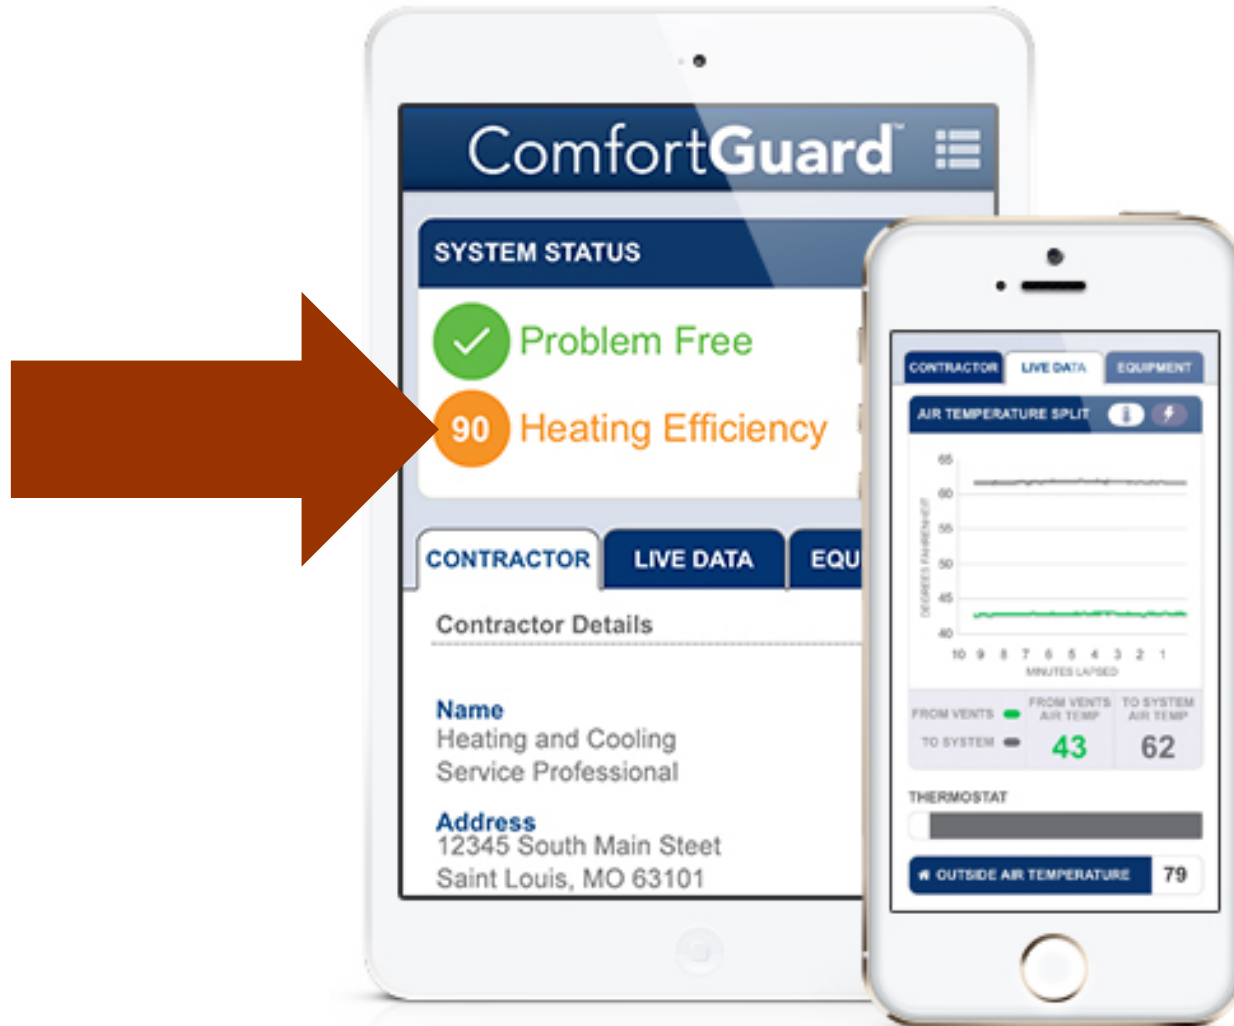 ComfortGuard™
SYSTEM STATUS
Problem Free
90 Heating Efficiency
CONTRACTOR LIVE DATA EQU
Contractor Details
Name
Heating and Cooling
Service Professional
Address
12345 South Main Steet
Saint Louis, MO 63101
CONTRACTOR LIVE DATA EQUIPMENT
AIR TEMPERATURE SPLIT
DEGREES FAHRENHEIT
65
60
55
50
45
40
10 9 8 7 6 5 4 3 2 1
MINUTES LAPSED
FROM VENTS
TO SYSTEM
FROM VENTS
AIR TEMP
43
TO SYSTEM
AIR TEMP
62
THERMOSTAT
OUTSIDE AIR TEMPERATURE 79